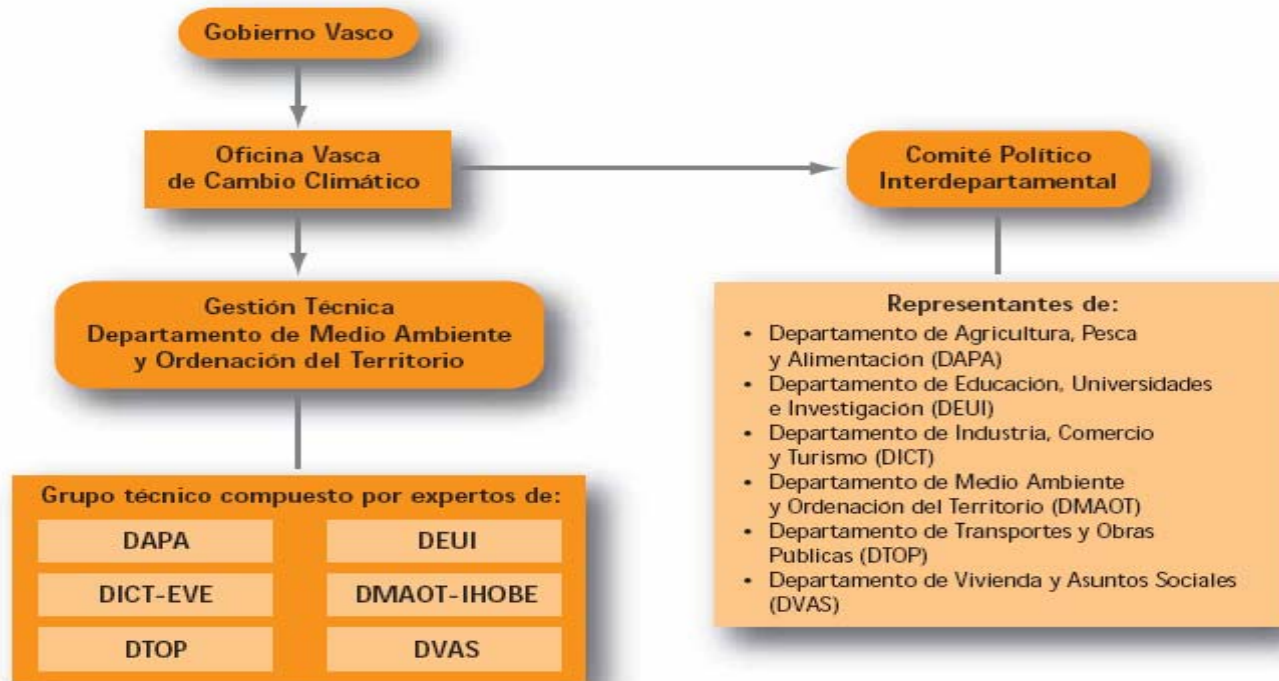 Gobierno Vasco
Oficina Vasca
de Cambio Climático
Comité Político
Interdepartamental
Gestión Técnica
Departamento de Medio Ambiente
y Ordenación del Territorio
Grupo técnico compuesto por expertos de:
DAPA
DEUI
DICT-EVE
DMAOT-IHOBE
DTOP
DVAS
Representantes de:
• Departamento de Agricultura, Pesca
y Alimentación (DAPA)
• Departamento de Educación, Universidades
e Investigación (DEUI)
• Departamento de Industria, Comercio
y Turismo (DICT)
• Departamento de Medio Ambiente
y Ordenación del Territorio (DMAOT)
• Departamento de Transportes y Obras
Públicas (DTOP)
• Departamento de Vivienda y Asuntos Sociales
(DVAS)